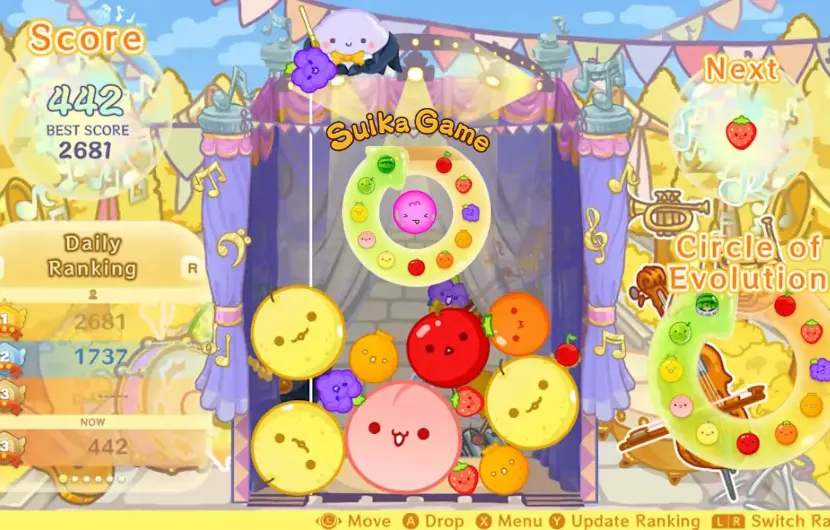 Score
442
BEST SCORE
2681
Daily
Ranking
R
1 2681
2 1737
3 -----
NOW
3 442
Suika Game
Next
Circle of
Evolution
L Move A Drop X Menu Y Update Ranking L R Switch Ra